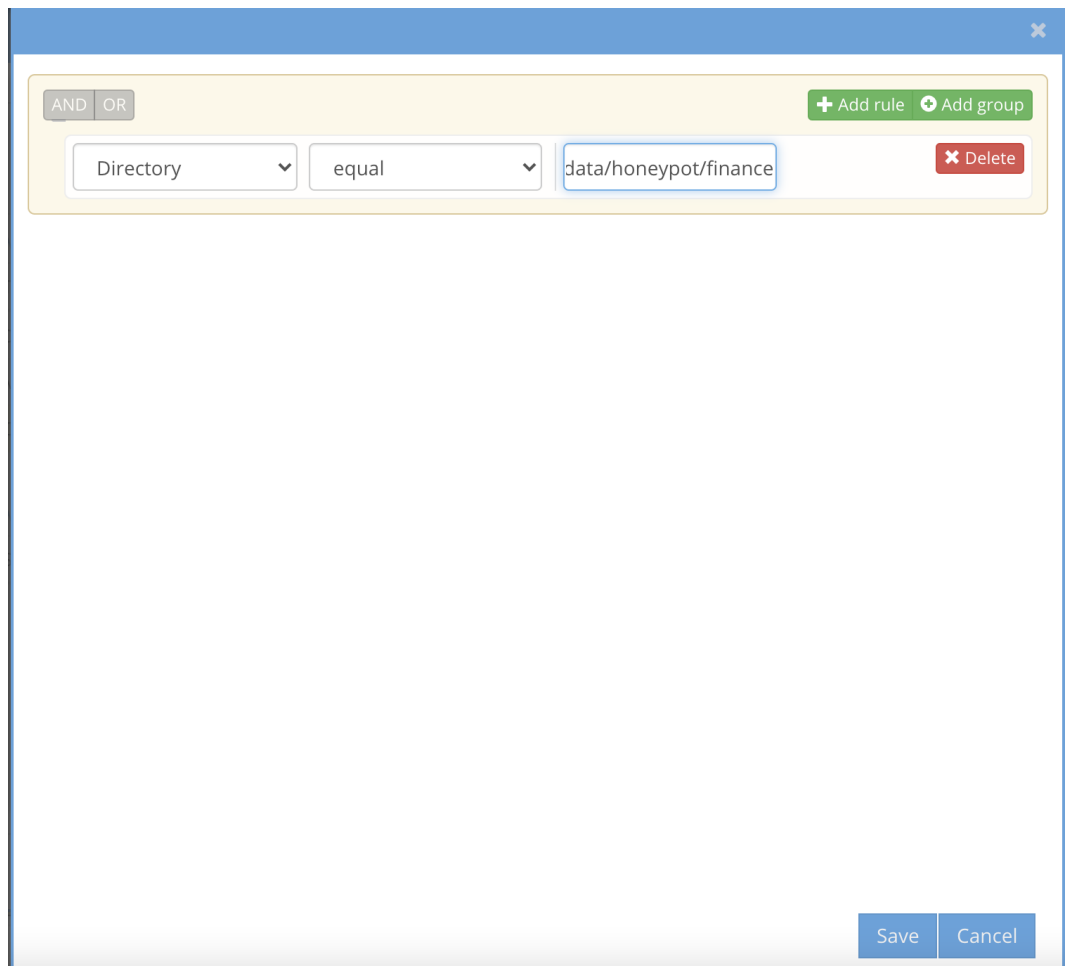 AND OR
Add rule Add group
Directory equal data/honeypot/finance
Delete
Save Cancel